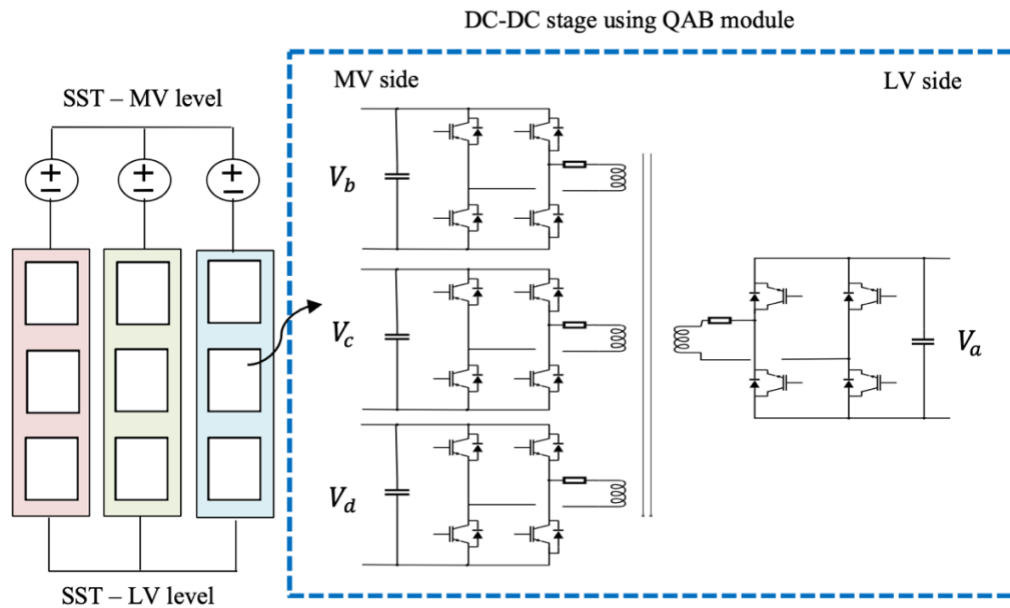 DC-DC stage using QAB module
SST – MV level
MV side
LV side
V_b
V_c
V_a
V_d
SST – LV level